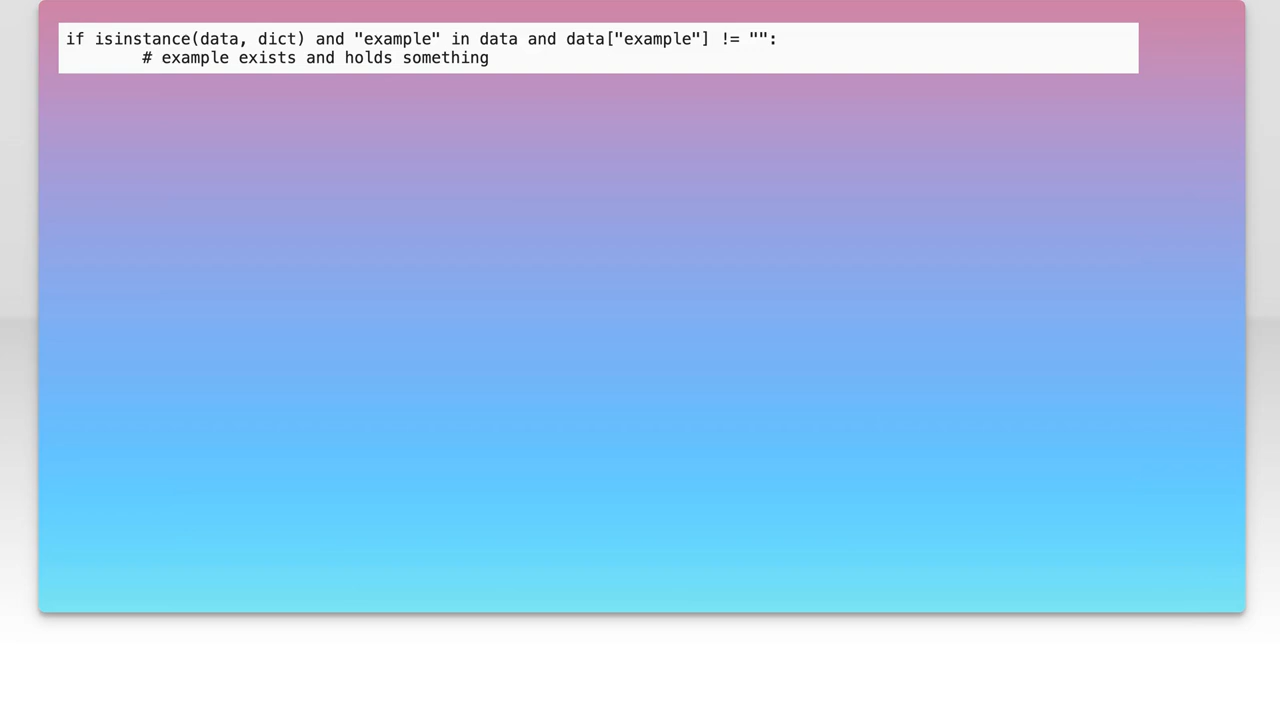 if isinstance(data, dict) and "example" in data and data["example"] != "":
        # example exists and holds something